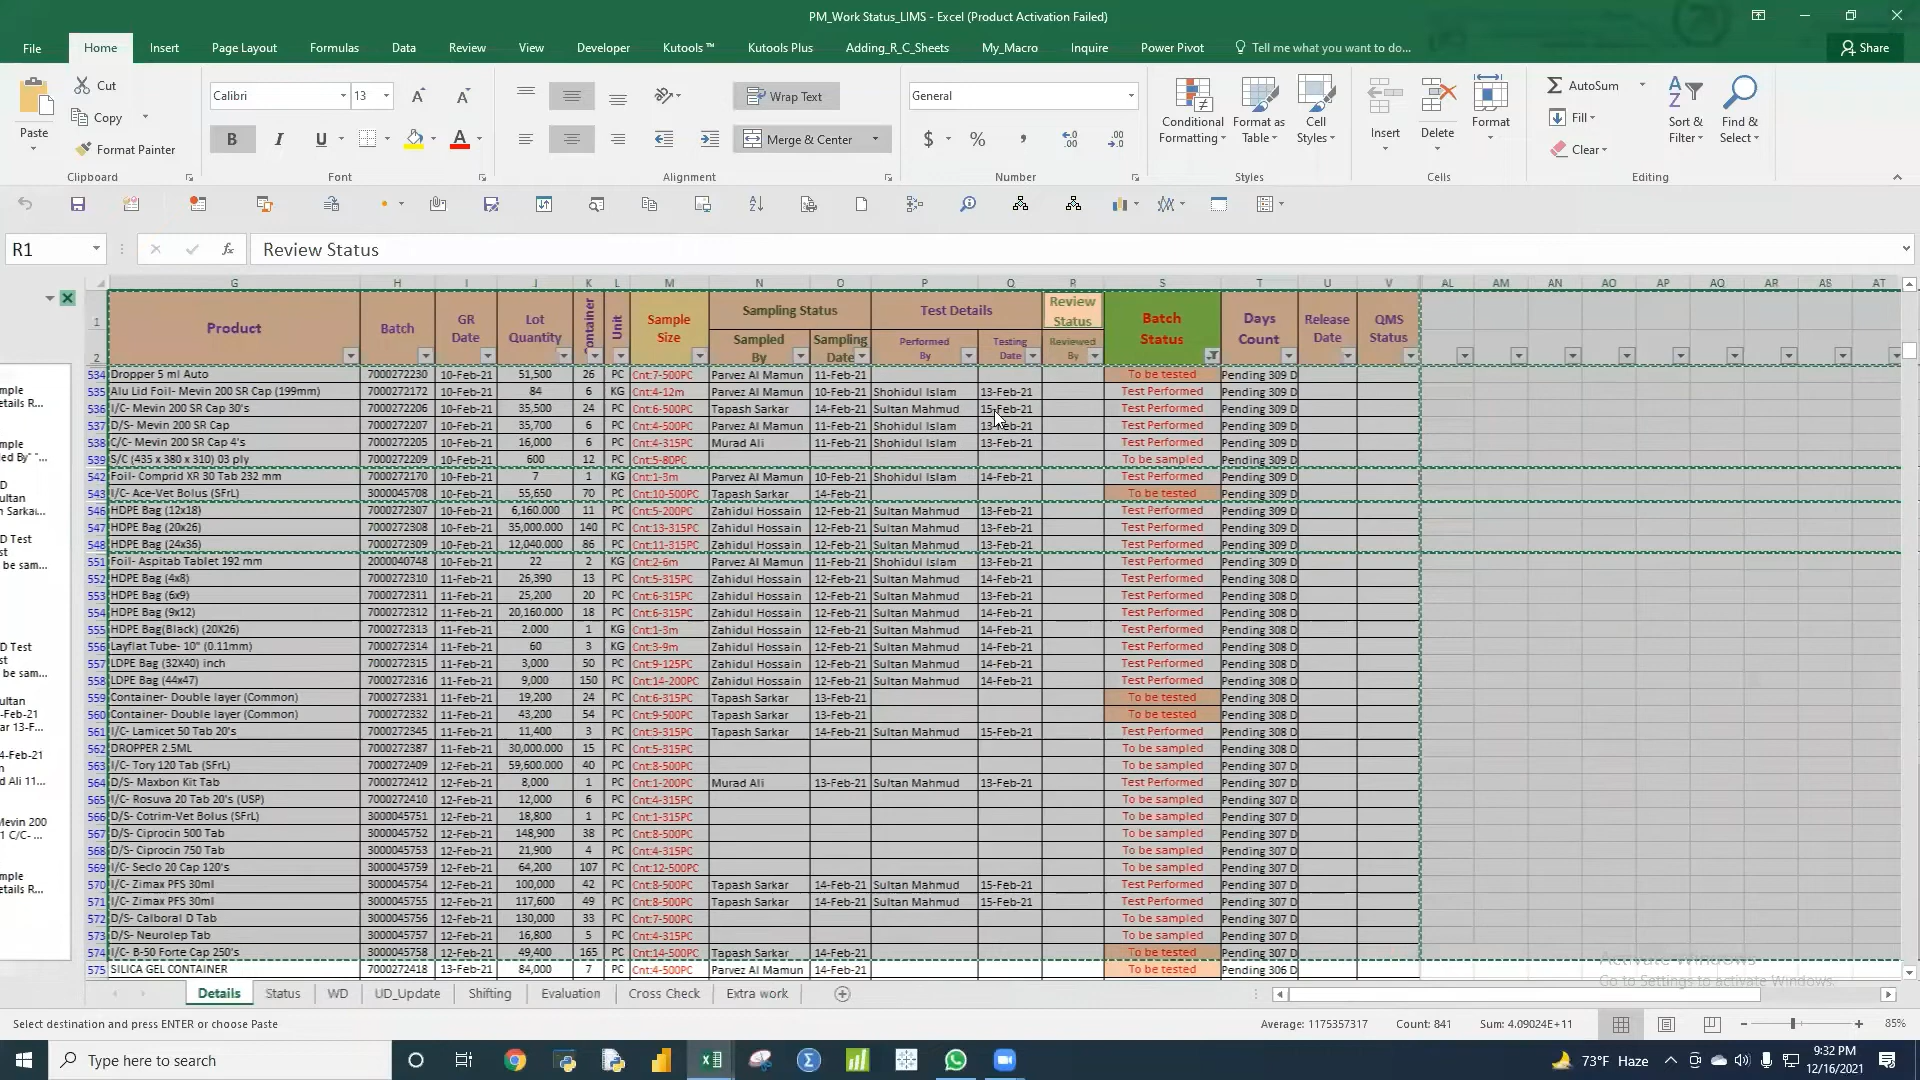 PM_Work Status_LIMS - Excel (Product Activation Failed)
File Home Insert Page Layout Formulas Data Review View Developer Kutools ™ Kutools Plus Adding_R_C_Sheets My_Macro Inquire Power Pivot Tell me what you want to do... Share
Paste Cut Copy Format Painter Clipboard
Calibri 13 B I U A Font
Wrap Text Merge & Center Alignment
General $ % Number
Conditional Formatting Format as Table Cell Styles Styles
Insert Delete Format Cells
AutoSum Fill Clear Sort & Filter Find & Select Editing
R1 fx Review Status
G H I J K L M N O P Q R S T U V AL AM AN AO AP AQ AR AS AT
1 2 Product Batch GR Date Lot Quantity Container Unit Sample Size Sampling Status Sampled By Sampling Date Test Details Performed By Testing Date Review Status Reviewed By Batch Status Days Count Release Date QMS Status
534 Dropper 5 ml Auto 7000272230 10-Feb-21 51,500 26 PC Cnt:7-500PC Parvez Al Mamun 11-Feb-21 To be tested Pending 309 D
535 Alu Lid Foil- Mevin 200 SR Cap (199mm) 7000272172 10-Feb-21 84 6 KG Cnt:4-12m Parvez Al Mamun 10-Feb-21 Shohidul Islam 13-Feb-21 Test Performed Pending 309 D
536 I/C- Mevin 200 SR Cap 30's 7000272206 10-Feb-21 35,500 24 PC Cnt:6-500PC Tapash Sarkar 14-Feb-21 Sultan Mahmud 15-Feb-21 Test Performed Pending 309 D
537 D/S- Mevin 200 SR Cap 7000272207 10-Feb-21 35,700 6 PC Cnt:4-500PC Parvez Al Mamun 11-Feb-21 Shohidul Islam 13-Feb-21 Test Performed Pending 309 D
538 C/C- Mevin 200 SR Cap 4's 7000272205 10-Feb-21 16,000 6 PC Cnt:4-315PC Murad Ali 11-Feb-21 Shohidul Islam 13-Feb-21 Test Performed Pending 309 D
539 S/C (435 x 380 x 310) 03 ply 7000272209 10-Feb-21 600 12 PC Cnt:5-80PC To be sampled Pending 309 D
542 Foil- Comprid XR 30 Tab 232 mm 7000272170 10-Feb-21 7 1 KG Cnt:1-3m Parvez Al Mamun 10-Feb-21 Shohidul Islam 14-Feb-21 Test Performed Pending 309 D
543 I/C- Ace-Vet Bolus (SFrL) 3000045708 10-Feb-21 55,650 70 PC Cnt:10-500PC Tapash Sarkar 14-Feb-21 To be tested Pending 309 D
546 HDPE Bag (12x18) 7000272307 10-Feb-21 6,160.000 11 PC Cnt:5-200PC Zahidul Hossain 12-Feb-21 Sultan Mahmud 13-Feb-21 Test Performed Pending 309 D
547 HDPE Bag (20x26) 7000272308 10-Feb-21 35,000.000 140 PC Cnt:13-315PC Zahidul Hossain 12-Feb-21 Sultan Mahmud 13-Feb-21 Test Performed Pending 309 D
548 HDPE Bag (24x36) 7000272309 10-Feb-21 12,040.000 86 PC Cnt:11-315PC Zahidul Hossain 12-Feb-21 Sultan Mahmud 13-Feb-21 Test Performed Pending 309 D
551 Foil- Aspitab Tablet 192 mm 2000040748 10-Feb-21 22 2 KG Cnt:2-6m Parvez Al Mamun 11-Feb-21 Shohidul Islam 13-Feb-21 Test Performed Pending 309 D
552 HDPE Bag (4x8) 7000272310 11-Feb-21 26,390 13 PC Cnt:5-315PC Zahidul Hossain 12-Feb-21 Sultan Mahmud 14-Feb-21 Test Performed Pending 308 D
553 HDPE Bag (6x9) 7000272311 11-Feb-21 25,200 20 PC Cnt:6-315PC Zahidul Hossain 12-Feb-21 Sultan Mahmud 14-Feb-21 Test Performed Pending 308 D
554 HDPE Bag (9x12) 7000272312 11-Feb-21 20,160.000 18 PC Cnt:6-315PC Zahidul Hossain 12-Feb-21 Sultan Mahmud 14-Feb-21 Test Performed Pending 308 D
555 HDPE Bag(Black) (20X26) 7000272313 11-Feb-21 2.000 1 KG Cnt:1-3m Zahidul Hossain 12-Feb-21 Sultan Mahmud 14-Feb-21 Test Performed Pending 308 D
556 Layflat Tube- 10" (0.11mm) 7000272314 11-Feb-21 60 3 KG Cnt:3-9m Zahidul Hossain 12-Feb-21 Sultan Mahmud 14-Feb-21 Test Performed Pending 308 D
557 LDPE Bag (32X40) inch 7000272315 11-Feb-21 3,000 50 PC Cnt:9-125PC Zahidul Hossain 12-Feb-21 Sultan Mahmud 14-Feb-21 Test Performed Pending 308 D
558 LDPE Bag (44x47) 7000272316 11-Feb-21 9,000 150 PC Cnt:14-200PC Zahidul Hossain 12-Feb-21 Sultan Mahmud 14-Feb-21 Test Performed Pending 308 D
559 Container- Double layer (Common) 7000272331 11-Feb-21 19,200 24 PC Cnt:6-315PC Tapash Sarkar 13-Feb-21 To be tested Pending 308 D
560 Container- Double layer (Common) 7000272332 11-Feb-21 43,200 54 PC Cnt:9-500PC Tapash Sarkar 13-Feb-21 To be tested Pending 308 D
561 I/C- Lamicet 50 Tab 20's 7000272345 11-Feb-21 11,400 3 PC Cnt:3-315PC Tapash Sarkar 14-Feb-21 Sultan Mahmud 15-Feb-21 Test Performed Pending 308 D
562 DROPPER 2.5ML 7000272387 11-Feb-21 30,000.000 15 PC Cnt:5-315PC To be sampled Pending 308 D
563 I/C- Tory 120 Tab (SFrL) 7000272409 12-Feb-21 59,600.000 40 PC Cnt:8-500PC To be sampled Pending 307 D
564 D/S- Maxbon Kit Tab 7000272412 12-Feb-21 8,000 1 PC Cnt:1-200PC Murad Ali 13-Feb-21 Sultan Mahmud 13-Feb-21 Test Performed Pending 307 D
565 I/C- Rosuva 20 Tab 20's (USP) 7000272410 12-Feb-21 12,000 6 PC Cnt:4-315PC To be sampled Pending 307 D
566 D/S- Cotrim-Vet Bolus (SFrL) 3000045751 12-Feb-21 18,800 1 PC Cnt:1-315PC To be sampled Pending 307 D
567 D/S- Ciprocin 500 Tab 3000045752 12-Feb-21 148,900 38 PC Cnt:8-500PC To be sampled Pending 307 D
568 D/S- Ciprocin 750 Tab 3000045753 12-Feb-21 21,900 4 PC Cnt:4-315PC To be sampled Pending 307 D
569 I/C- Seclo 20 Cap 120's 3000045759 12-Feb-21 64,200 107 PC Cnt:12-500PC To be sampled Pending 307 D
570 I/C- Zimax PFS 30ml 3000045754 12-Feb-21 100,000 42 PC Cnt:8-500PC Tapash Sarkar 14-Feb-21 Sultan Mahmud 15-Feb-21 Test Performed Pending 307 D
571 I/C- Zimax PFS 30ml 3000045755 12-Feb-21 117,600 49 PC Cnt:8-500PC Tapash Sarkar 14-Feb-21 Sultan Mahmud 15-Feb-21 Test Performed Pending 307 D
572 D/S- Calboral D Tab 3000045756 12-Feb-21 130,000 33 PC Cnt:7-500PC To be sampled Pending 307 D
573 D/S- Neurolep Tab 3000045757 12-Feb-21 16,800 5 PC Cnt:4-315PC To be sampled Pending 307 D
574 I/C- B-50 Forte Cap 250's 3000045758 12-Feb-21 49,400 165 PC Cnt:14-500PC Tapash Sarkar 14-Feb-21 To be tested Pending 307 D
575 SILICA GEL CONTAINER 7000272418 13-Feb-21 84,000 7 PC Cnt:4-500PC Parvez Al Mamun 14-Feb-21 To be tested Pending 306 D
Activate Windows
Go to Settings to activate Windows.
Details Status WD UD_Update Shifting Evaluation Cross Check Extra work
Select destination and press ENTER or choose Paste Average: 1175357317 Count: 841 Sum: 4.09024E+11 85%
Type here to search 73°F Haze 9:32 PM
12/16/2021